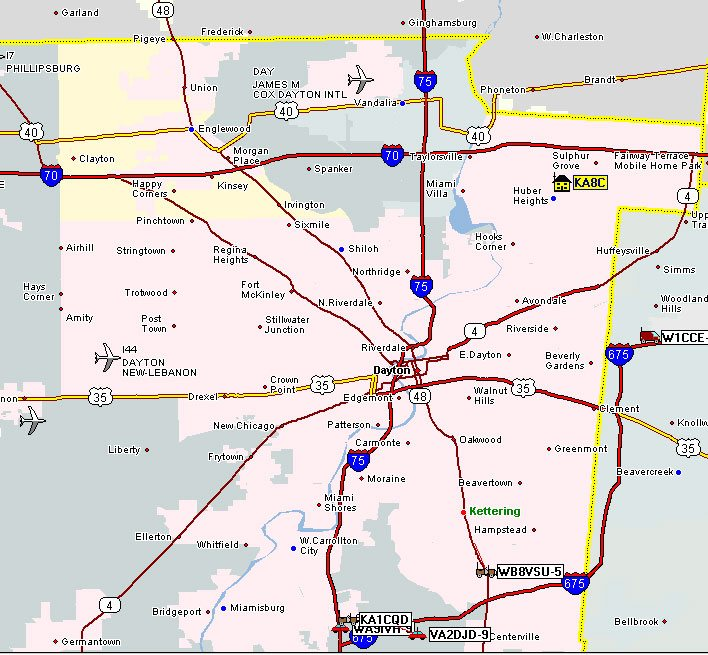 Garland
48
Ginghamsburg
Frederick
Pigeye
W.Charleston
I7
PHILLIPSBURG
DAY
JAMES M
COX DAYTON INTL
75
Brandt
Phoneton
Union
Vandalia
40
40
Englewood
40
Clayton
Morgan
Place
70
Taylorsville
Sulphur
Grove
Fairway Terrace
Mobile Home Park
Spanker
70
Happy
Corners
Kinsey
Miami
Villa
Huber
Heights
KA8C
4
Irvington
Pinchtown
Sixmile
Airhill
Stringtown
Regina
Heights
Shiloh
Hooks
Corner
Huffeysville
Northridge
Simms
Hays
Corner
Trotwood
Fort
McKinley
75
N.Riverdale
Avondale
Woodland
Hills
Amity
Post
Town
Stillwater
Junction
4
Riverside
W1CCE-
I44
DAYTON
NEW-LEBANON
Riverdale
E.Dayton
Beverly
Gardens
675
Dayton
Crown
Point
35
35
35
Drexel
Edgemont
48
Walnut
Hills
Clement
New Chicago
Patterson
35
Liberty
Carmonte
Oakwood
Greenmont
Frytown
75
Moraine
Beavertown
Beavercreek
Miami
Shores
Kettering
Hampstead
Ellerton
Whitfield
W.Carrollton
City
WB8VSU-5
675
4
Bridgeport
Miamisburg
KA1CQD
675
VA2DJD-9
Centerville
Bellbrook
Germantown